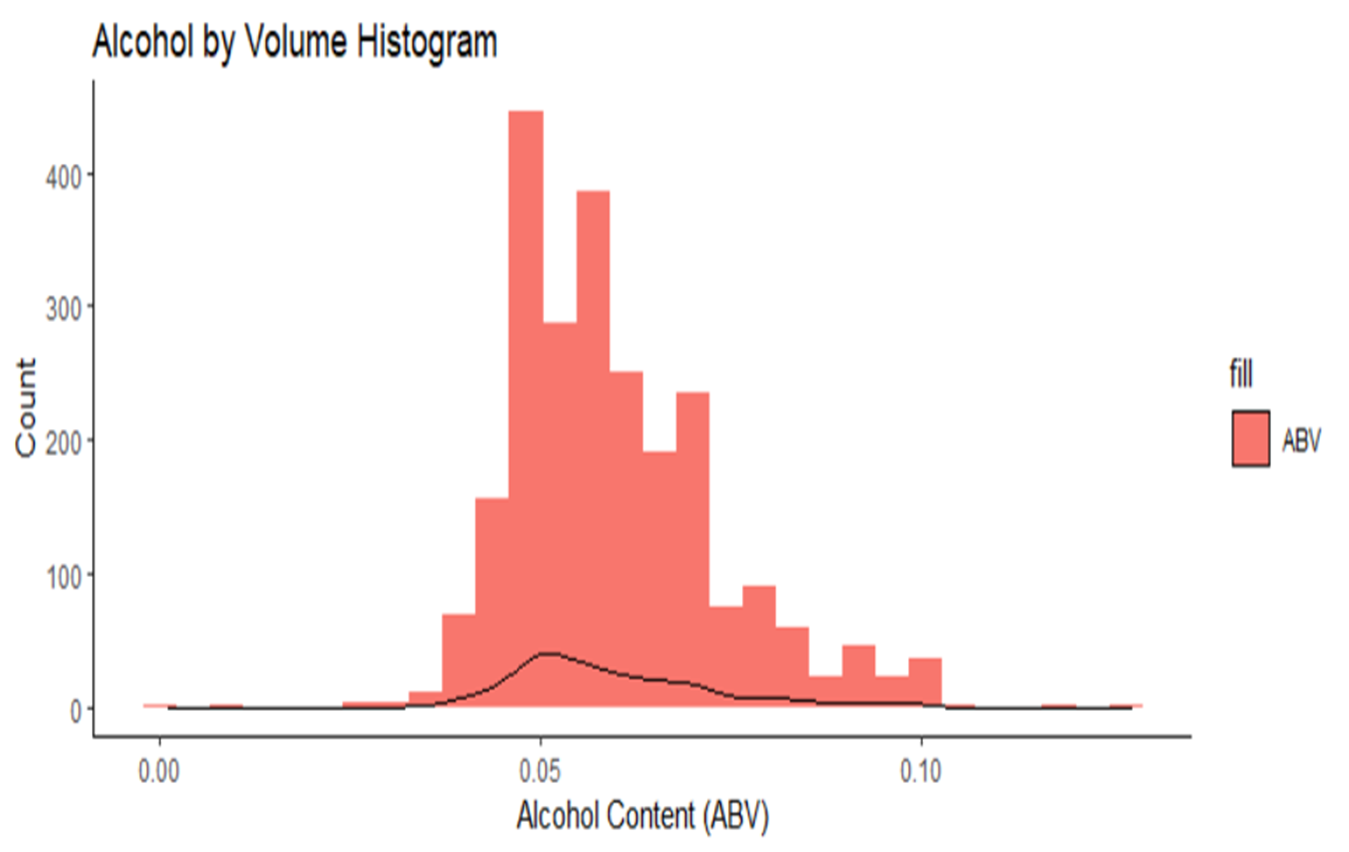 Alcohol by Volume Histogram
400
300
200
100
0
Count
0.00 0.05 0.10
Alcohol Content (ABV)
fill
ABV